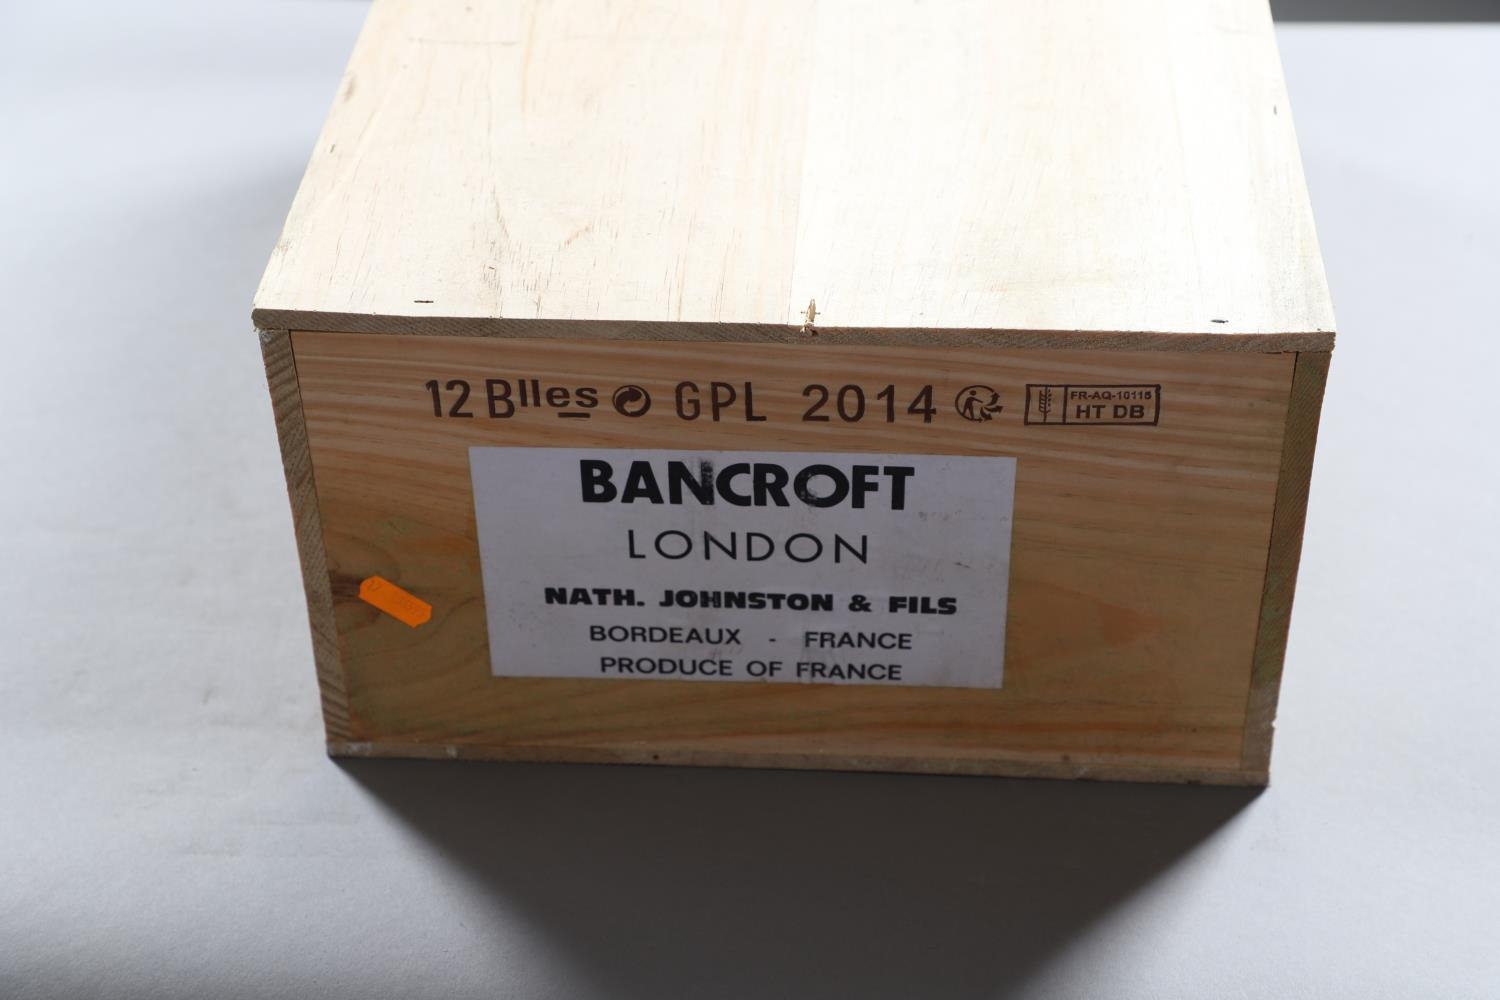 12 Blles GPL 2014 FR-AQ-10115
HT DB
BANCROFT
LONDON
NATH. JOHNSTON & FILS
BORDEAUX - FRANCE
PRODUCE OF FRANCE